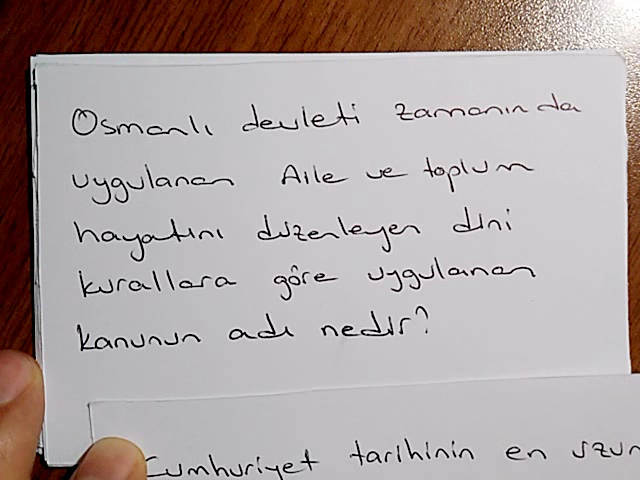 Osmanlı devleti zamanında
uygulanan Aile ve toplum
hayatını düzenleyen dini
kurallara göre uygulanan
kanunun adı nedir?
Cumhuriyet tarihinin en uzun